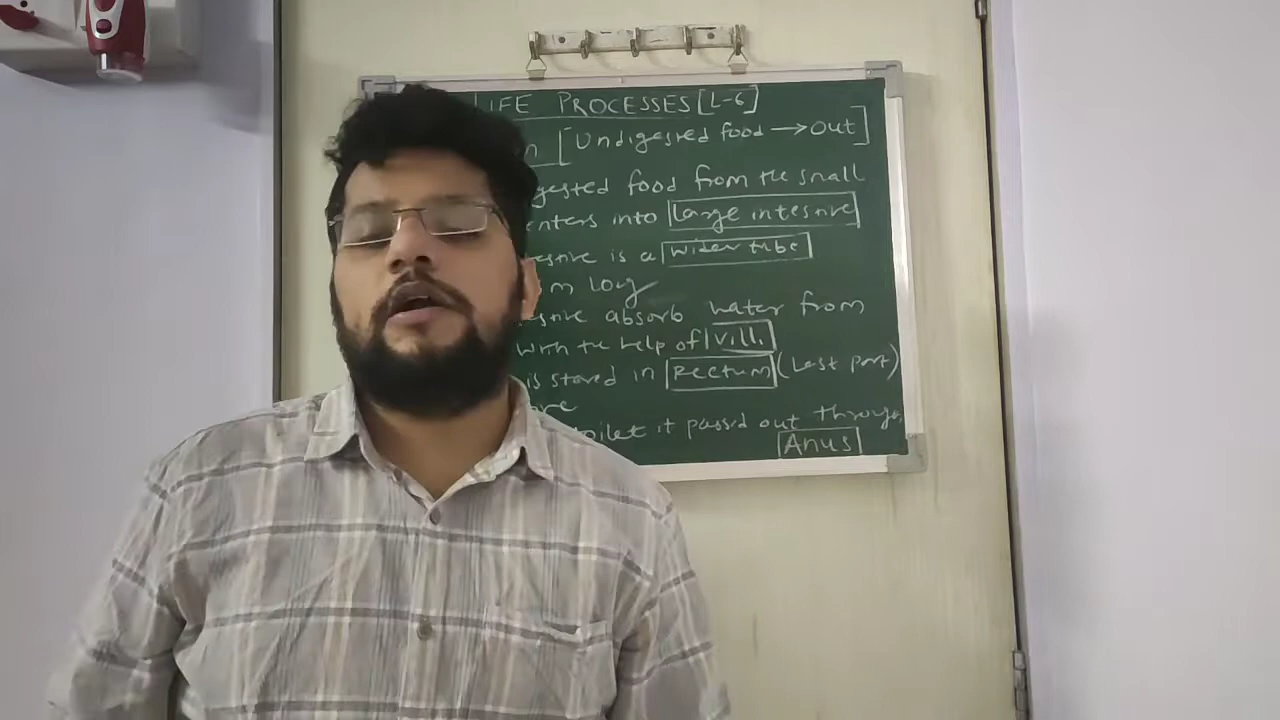 LIFE PROCESSES [L-6]
n [Undigested food → Out]
gested food from the small
enters into Large intestine
estine is a wider tube
m long
estine absorb water from
with the help of villi
is stored in Rectum (Last part)
toilet it passed out through
Anus